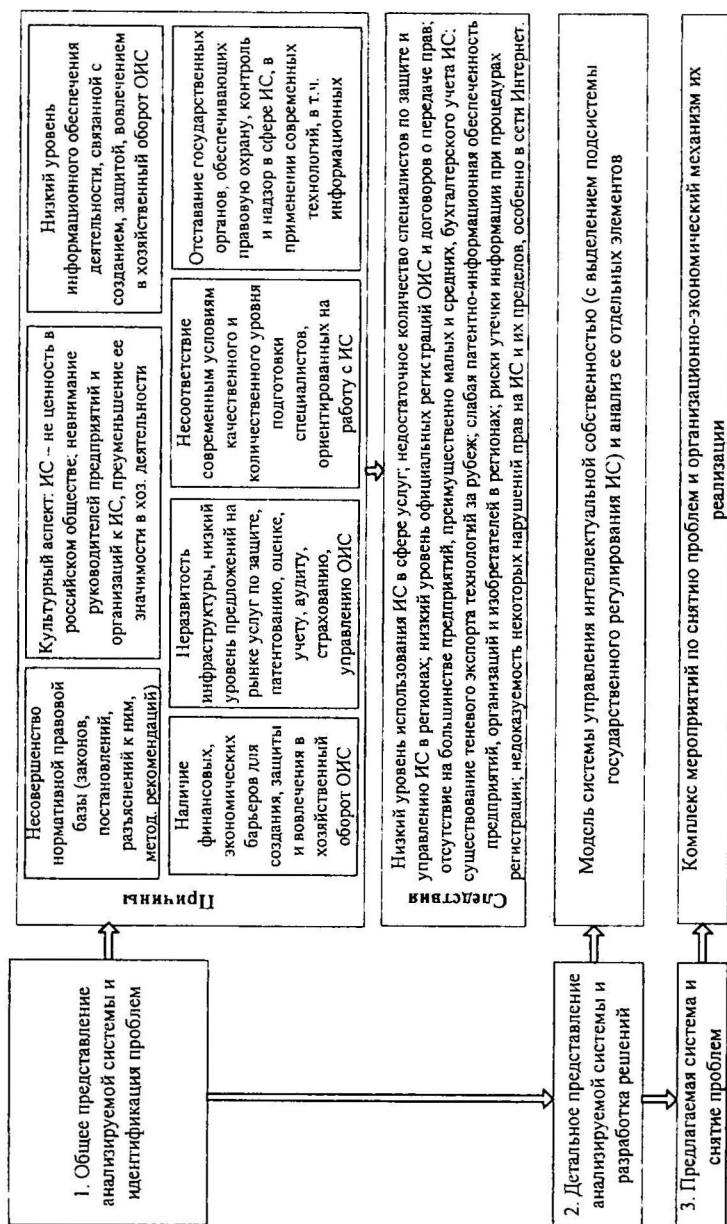 1. Общее представление
анализируемой системы и
идентификация проблем
Причины
Несовершенство
нормативной правовой
базы (законов,
постановлений,
разъяснений к ним,
метод. рекомендаций)
Культурный аспект: ИС – не ценность в
российском обществе; невнимание
руководителей предприятий и
организаций к ИС, преуменьшение ее
значимости в хоз. деятельности
Низкий уровень
информационного обеспечения
деятельности, связанной с
созданием, защитой, вовлечением
в хозяйственный оборот ОИС
Наличие
финансовых,
экономических
барьеров для
создания, защиты
и вовлечения в
хозяйственный
оборот ОИС
Неразвитость
инфраструктуры, низкий
уровень предложений на
рынке услуг по защите,
патентованию, оценке,
учету, аудиту,
страхованию,
управлению ОИС
Несоответствие
современным условиям
качественного и
количественного уровня
подготовки
специалистов,
ориентированных на
работу с ИС
Отставание государственных
органов, обеспечивающих
правовую охрану, контроль
и надзор в сфере ИС, в
применении современных
технологий, в т.ч.
информационных
Следствия
Низкий уровень использования ИС в сфере услуг; недостаточное количество специалистов по защите и
управлению ИС в регионах; низкий уровень официальных регистраций ОИС и договоров о передаче прав;
отсутствие на большинстве предприятий, преимущественно малых и средних, бухгалтерского учета ИС:
существование теневого экспорта технологий за рубеж; слабая патентно-информационная обеспеченность
предприятий, организаций и изобретателей в регионах; риски утечки информации при процедурах
регистрации; недоказуемость некоторых нарушений прав на ИС и их пределов, особенно в сети Интернет.
2. Детальное представление
анализируемой системы и
разработка решений
Модель системы управления интеллектуальной собственностью (с выделением подсистемы
государственного регулирования ИС) и анализ ее отдельных элементов
3. Предлагаемая система и
снятие проблем
Комплекс мероприятий по снятию проблем и организационно-экономический механизм их
реализации